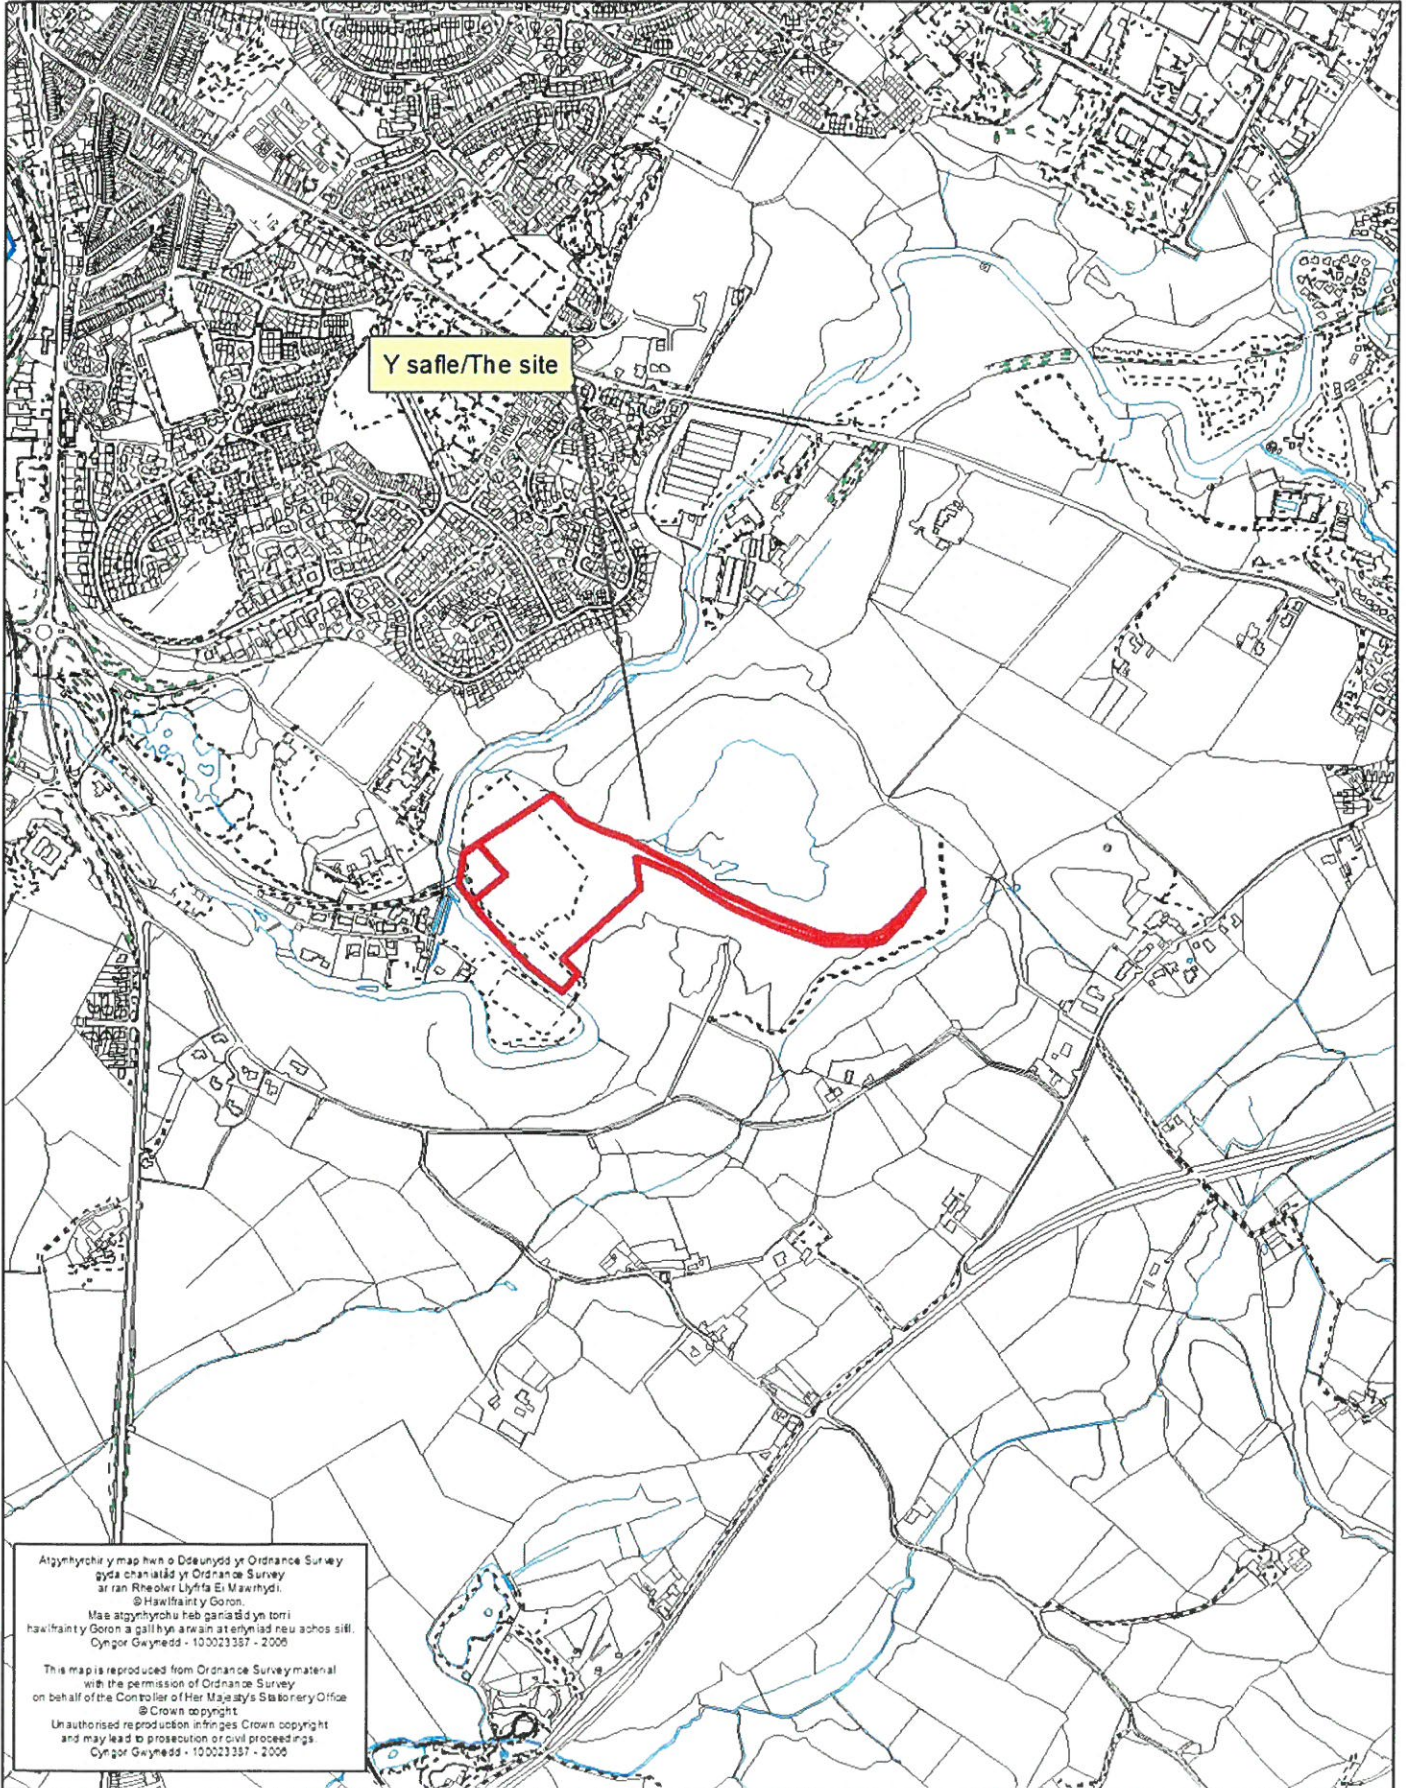 Y safle/The site
Atgynhyrchir y map hwn o Ddeunydd yr Ordnance Survey
gyda chaniatâd yr Ordnance Survey
ar ran Rheolwr Llyfrfa Ei Mawrhydi.
© Hawlfraint y Goron.
Mae atgynhyrchu heb ganiatâd yn torri
hawlfraint y Goron a gall hyn arwain at erlyniad neu achos sifil.
Cyngor Gwynedd - 100023387 - 2006
This map is reproduced from Ordnance Survey material
with the permission of Ordnance Survey
on behalf of the Controller of Her Majesty's Stationery Office
© Crown copyright.
Unauthorised reproduction infringes Crown copyright
and may lead to prosecution or civil proceedings.
Cyngor Gwynedd - 100023387 - 2006